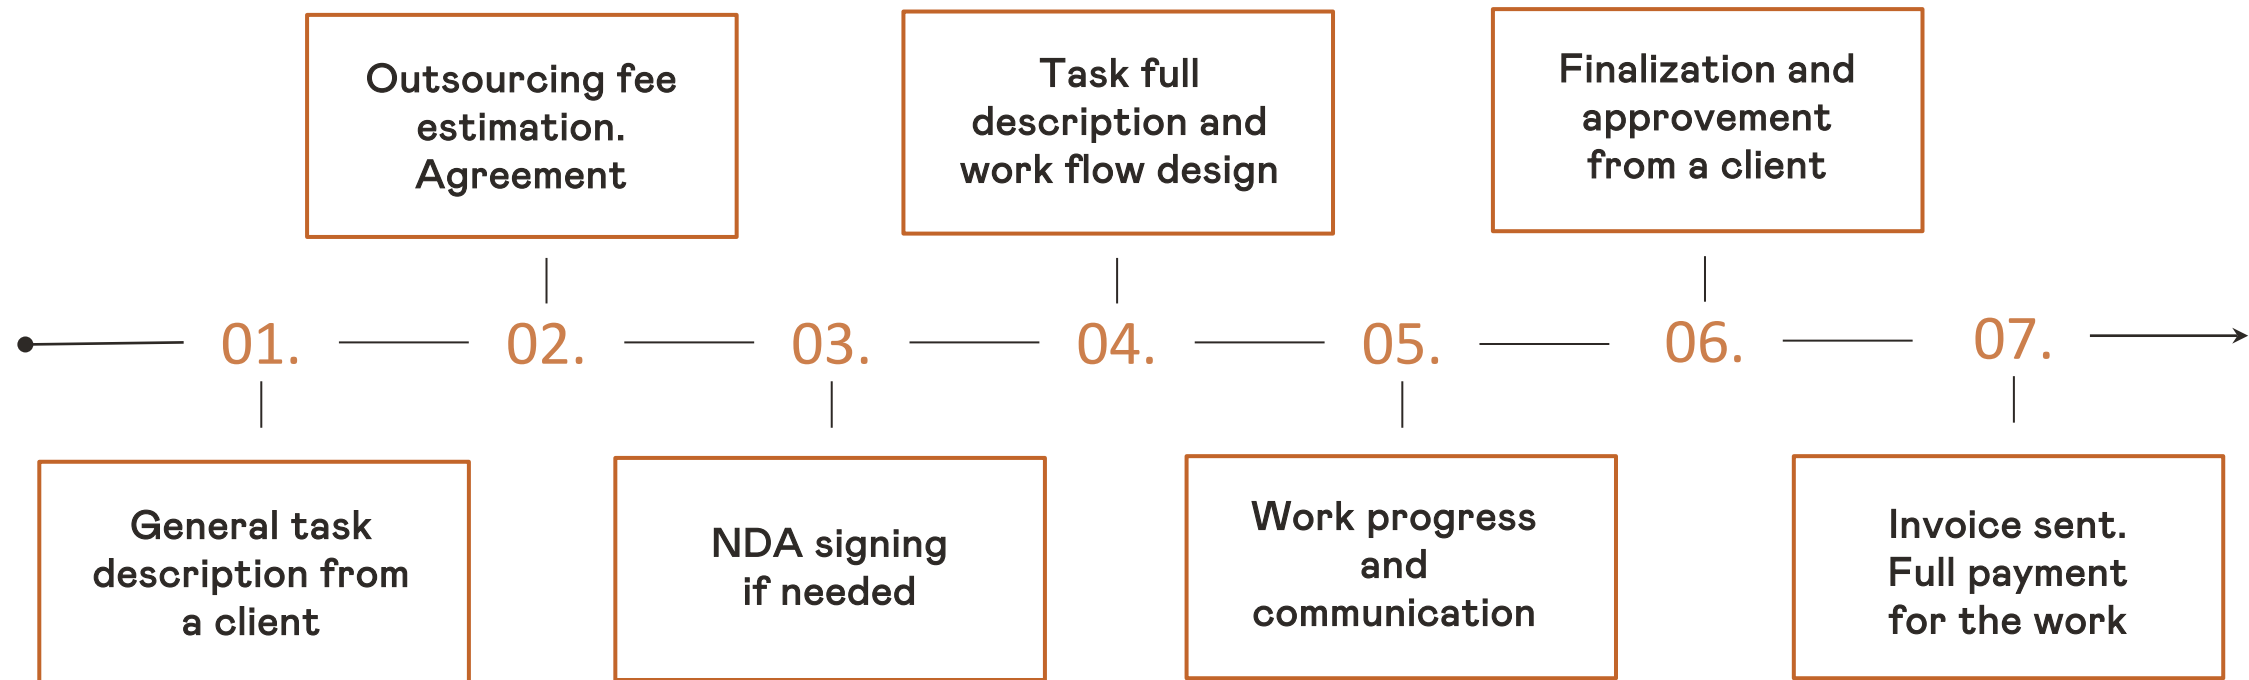 Outsourcing fee
estimation.
Agreement
Task full
description and
work flow design
Finalization and
approvement
from a client
01.
02.
03.
04.
05.
06.
07.
General task
description from
a client
NDA signing
if needed
Work progress
and
communication
Invoice sent.
Full payment
for the work